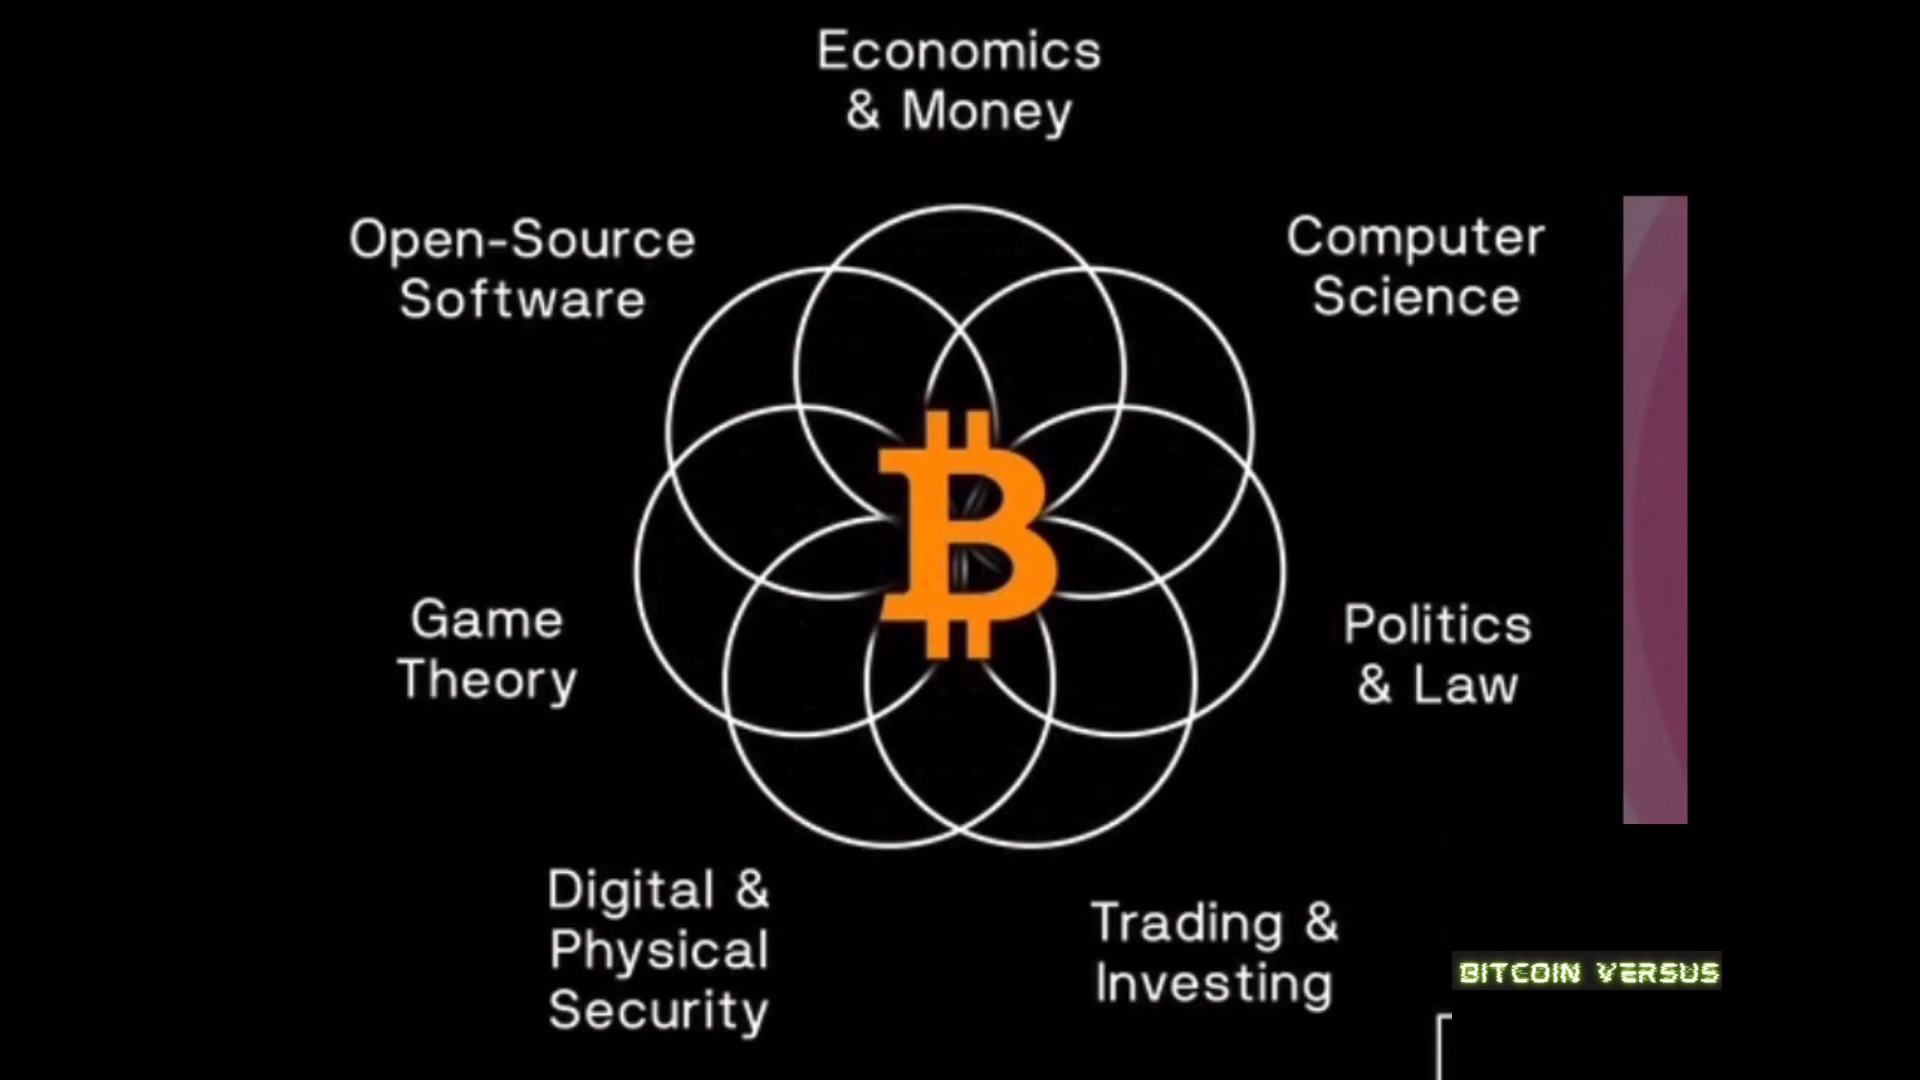 Economics
& Money
Open-Source
Software
Computer
Science
Game
Theory
Politics
& Law
Digital &
Physical
Security
Trading &
Investing
BITCOIN VERSUS